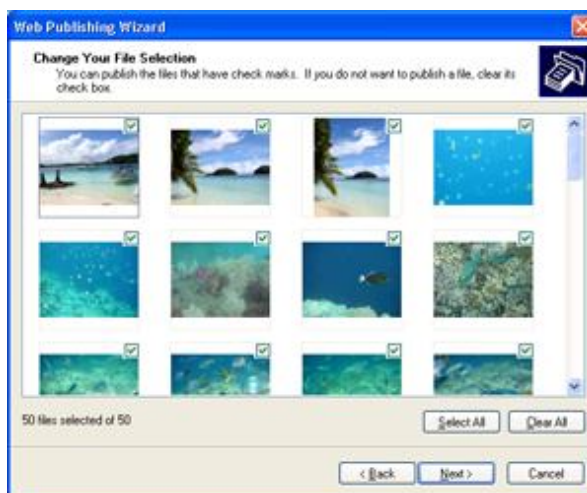 Web Publishing Wizard
Change Your File Selection
You can publish the files that have check marks. If you do not want to publish a file, clear its
check box.
50 files selected of 50
Select All
Clear All
< Back
Next >
Cancel